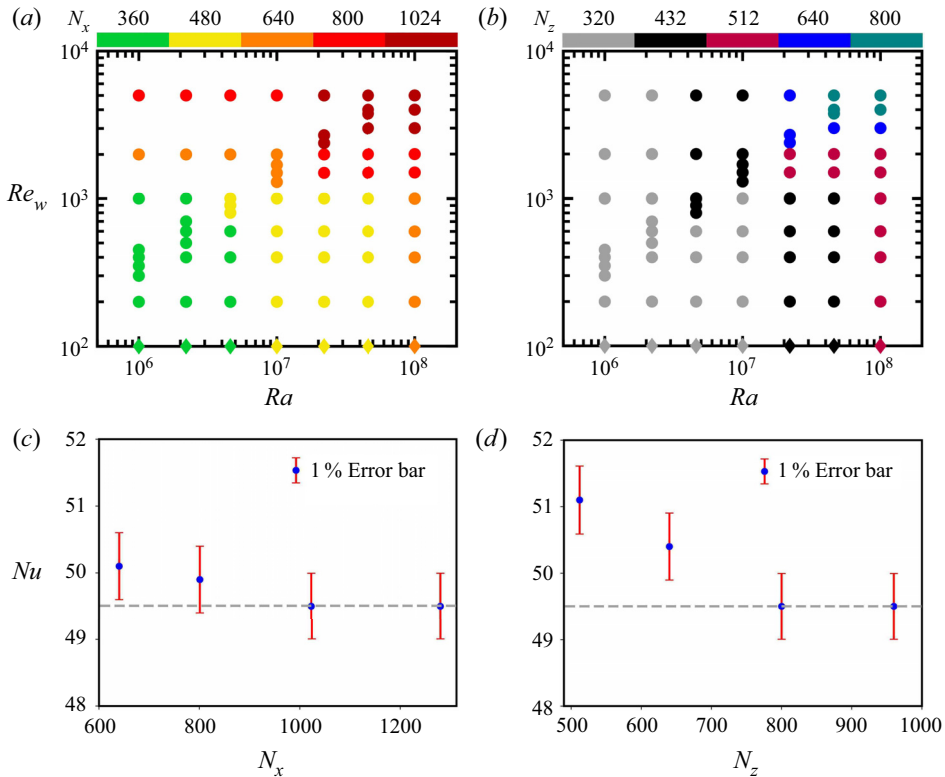 (a) N_x 360 480 640 800 1024
(b) N_z 320 432 512 640 800
10^4 10^4
Re_w 10^3 10^3
10^2 10^2
10^6 10^7 10^8 10^6 10^7 10^8
Ra Ra
(c) (d)
52 52
1 % Error bar 1 % Error bar
51 51
Nu 50 50
49 49
48 48
600 800 1000 1200 500 600 700 800 900 1000
N_x N_z